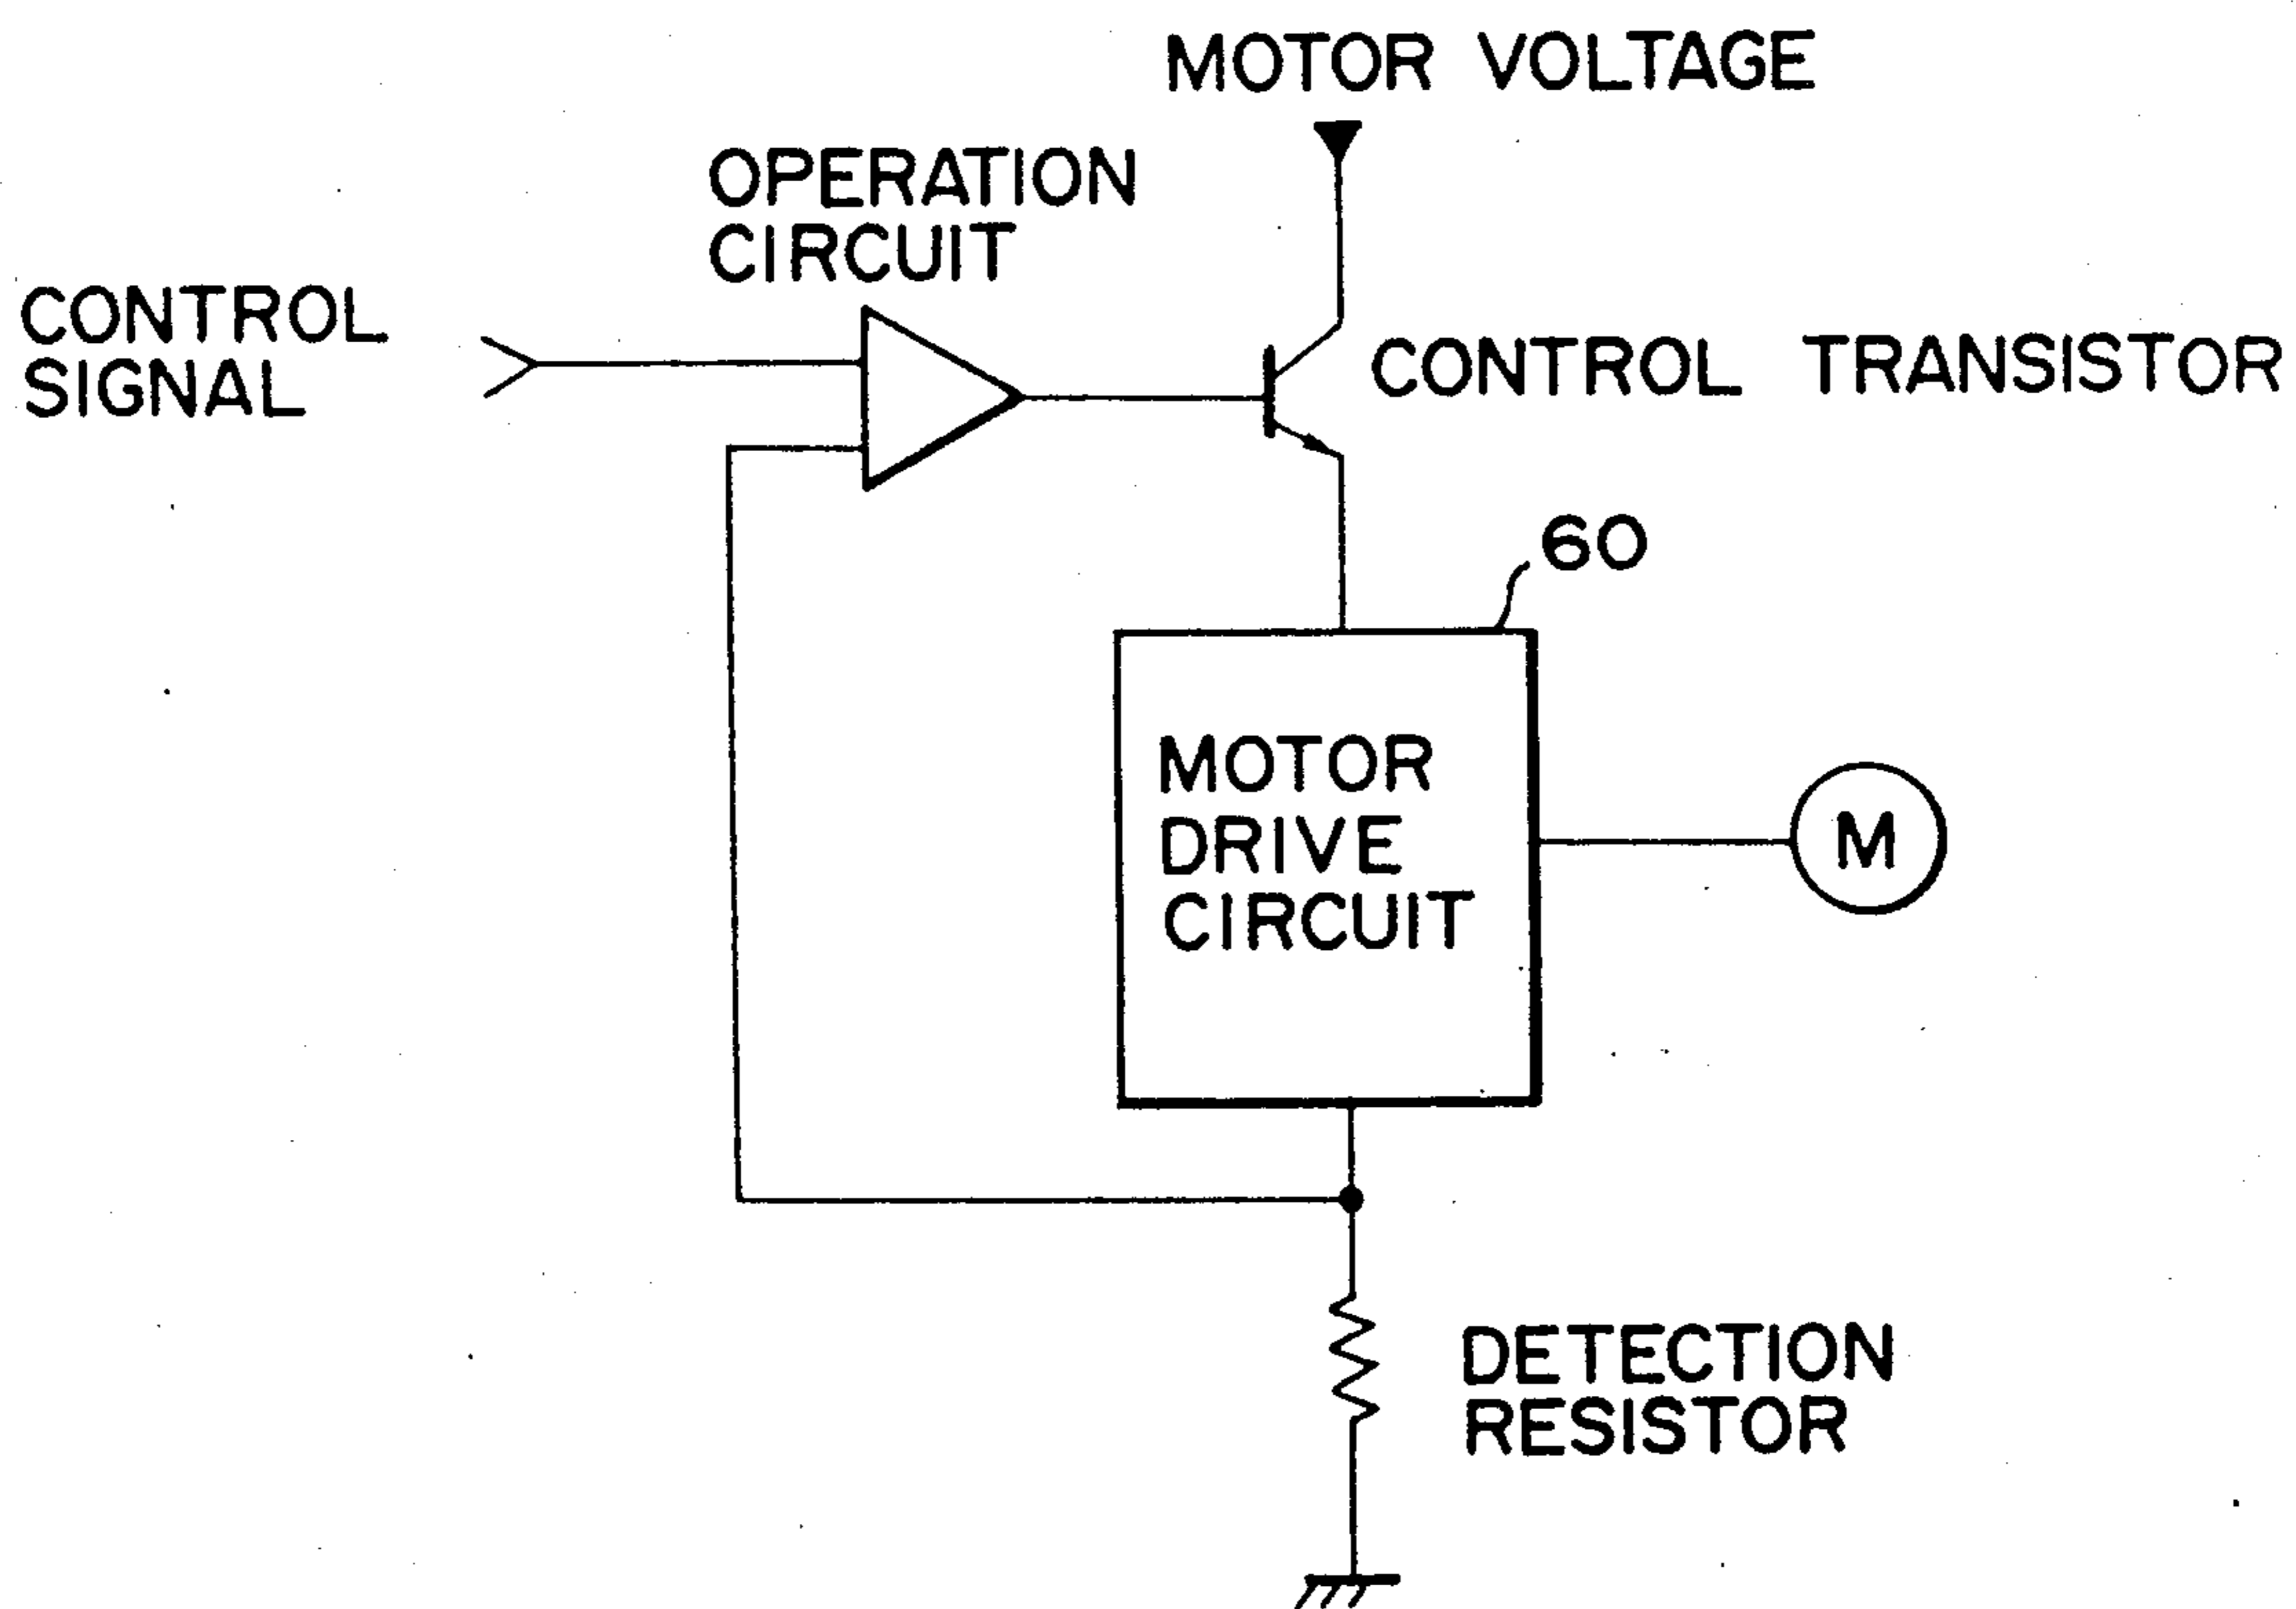 MOTOR VOLTAGE
OPERATION
CIRCUIT
CONTROL
SIGNAL
CONTROL TRANSISTOR
60
MOTOR
DRIVE
CIRCUIT
M
DETECTION
RESISTOR